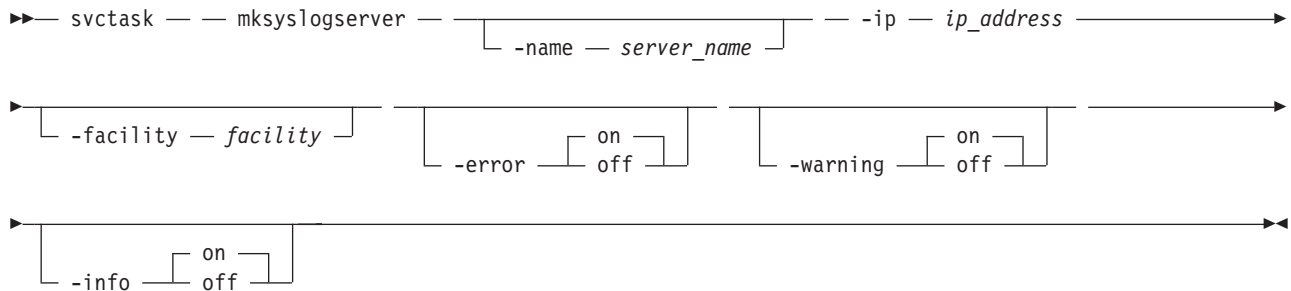 svctask mksyslogserver -name server_name -ip ip_address
-facility facility -error on off -warning on off
-info on off